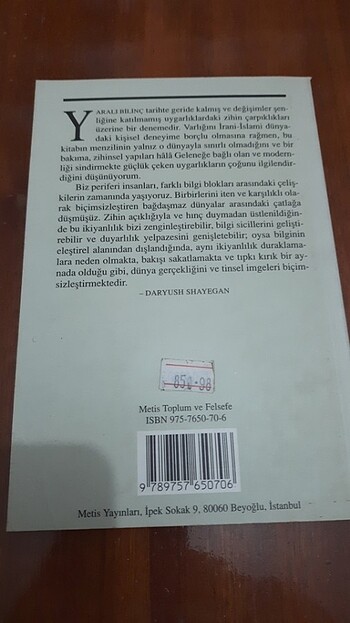 YARALI BİLİNÇ tarihte geride kalmış ve değişimler şen-
liğine katılmamış uygarlıklardaki zihin çarpıklıkları
üzerine bir denemedir. Varlığını İrani-İslami dünya-
daki kişisel deneyime borçlu olmasına rağmen, bu
kitabın menzilinin yalnız o dünyayla sınırlı olmadığını ve bir
bakıma, zihinsel yapıları hâlâ Geleneğe bağlı olan ve modern-
liği sindirmekte güçlük çeken uygarlıkların çoğunu ilgilendir-
diğini düşünüyorum.
Biz periferi insanları, farklı bilgi blokları arasındaki çeliş-
kilerin zamanında yaşıyoruz. Birbirlerini iten ve karşılıklı ola-
rak biçimsizleştiren bağdaşmaz dünyalar arasındaki çatlağa
düşmüşüz. Zihin açıklığıyla ve hınç duymadan üstlenildiğin-
de bu ikiyanlılık bizi zenginleştirebilir, bilgi sicillerini gelişti-
rebilir ve duyarlılık yelpazesini genişletebilir; oysa bilginin
eleştirel alanından dışlandığında, aynı ikiyanlılık duraklama-
lara neden olmakta, bakışı sakatlamakta ve tıpkı kırık bir ay-
nada olduğu gibi, dünya gerçekliğini ve tinsel imgeleri biçim-
sizleştirmektedir.
– DARYUSH SHAYEGAN
Metis Toplum ve Felsefe
ISBN 975-7650-70-6
9 789757 650706
Metis Yayınları, İpek Sokak 9, 80060 Beyoğlu, İstanbul